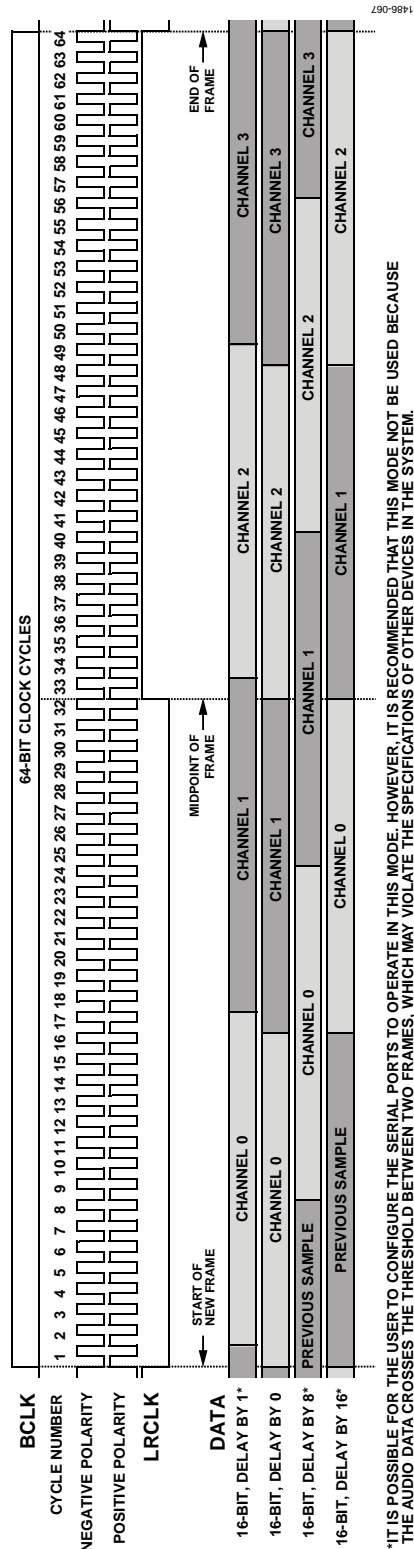 BCLK
64-BIT CLOCK CYCLES
CYCLE NUMBER
1 2 3 4 5 6 7 8 9 10 11 12 13 14 15 16 17 18 19 20 21 22 23 24 25 26 27 28 29 30 31 32 33 34 35 36 37 38 39 40 41 42 43 44 45 46 47 48 49 50 51 52 53 54 55 56 57 58 59 60 61 62 63 64
NEGATIVE POLARITY
POSITIVE POLARITY
LRCLK
START OF
NEW FRAME
MIDPOINT OF
FRAME
END OF
FRAME
DATA
16-BIT, DELAY BY 1* CHANNEL 0 CHANNEL 1 CHANNEL 2 CHANNEL 3
16-BIT, DELAY BY 0 CHANNEL 0 CHANNEL 1 CHANNEL 2 CHANNEL 3
16-BIT, DELAY BY 8* PREVIOUS SAMPLE CHANNEL 0 CHANNEL 1 CHANNEL 2 CHANNEL 3
16-BIT, DELAY BY 16* PREVIOUS SAMPLE CHANNEL 0 CHANNEL 1 CHANNEL 2
*IT IS POSSIBLE FOR THE USER TO CONFIGURE THE SERIAL PORTS TO OPERATE IN THIS MODE. HOWEVER, IT IS RECOMMENDED THAT THIS MODE NOT BE USED BECAUSE
THE AUDIO DATA CROSSES THE THRESHOLD BETWEEN TWO FRAMES, WHICH MAY VIOLATE THE SPECIFICATIONS OF OTHER DEVICES IN THE SYSTEM.
1486-067